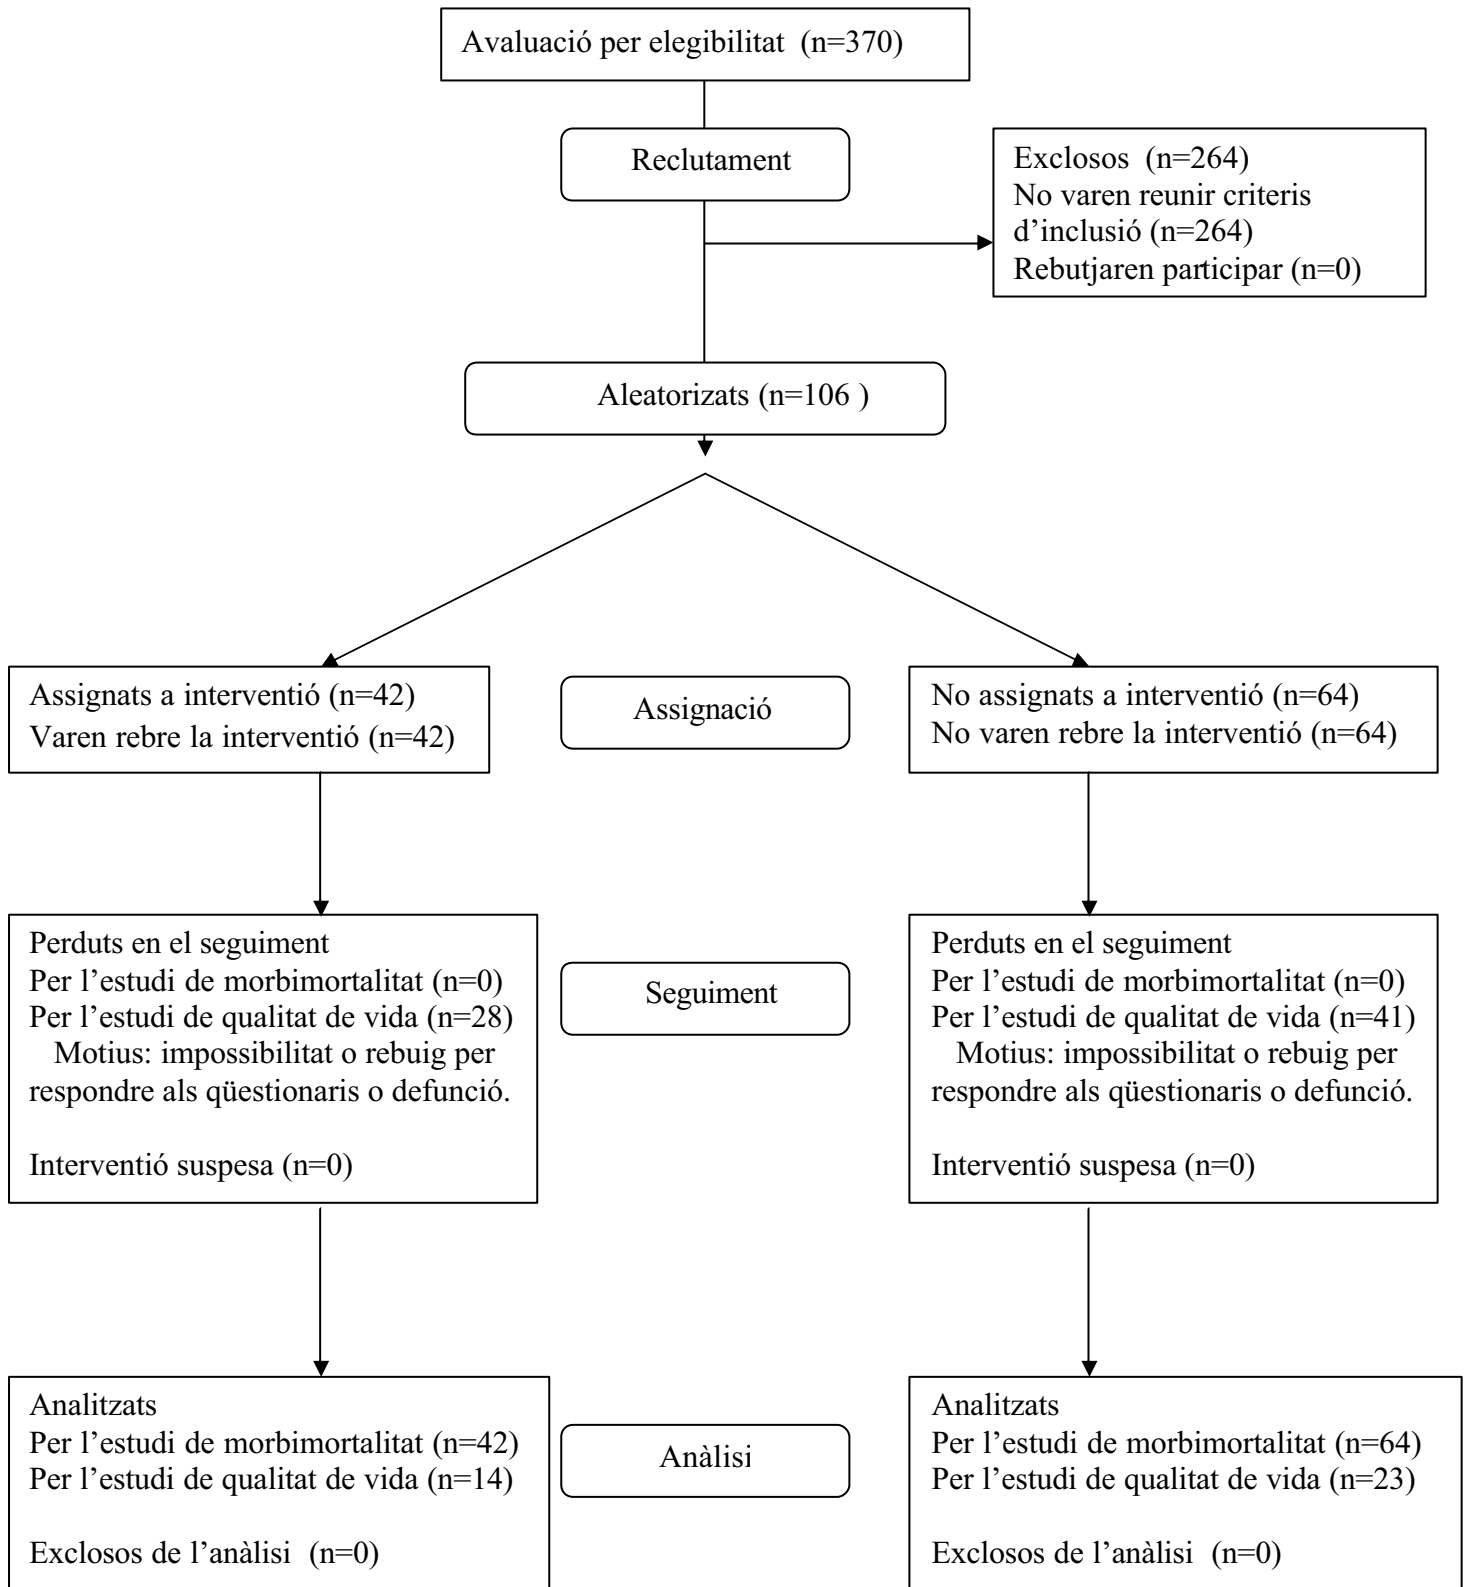 Avaluació per elegibilitat (n=370)
Reclutament
Exclosos (n=264)
No varen reunir criteris
d’inclusió (n=264)
Rebutjaren participar (n=0)
Aleatorizats (n=106 )
Assignats a interventió (n=42)
Varen rebre la interventió (n=42)
Assignació
No assignats a interventió (n=64)
No varen rebre la interventió (n=64)
Perduts en el seguiment
Per l’estudi de morbimortalitat (n=0)
Per l’estudi de qualitat de vida (n=28)
Motius: impossibilitat o rebuig per
respondre als qüestionaris o defunció.
Interventió suspesa (n=0)
Seguiment
Perduts en el seguiment
Per l’estudi de morbimortalitat (n=0)
Per l’estudi de qualitat de vida (n=41)
Motius: impossibilitat o rebuig per
respondre als qüestionaris o defunció.
Interventió suspesa (n=0)
Analitzats
Per l’estudi de morbimortalitat (n=42)
Per l’estudi de qualitat de vida (n=14)
Exclosos de l’anàlisi (n=0)
Anàlisi
Analitzats
Per l’estudi de morbimortalitat (n=64)
Per l’estudi de qualitat de vida (n=23)
Exclosos de l’anàlisi (n=0)